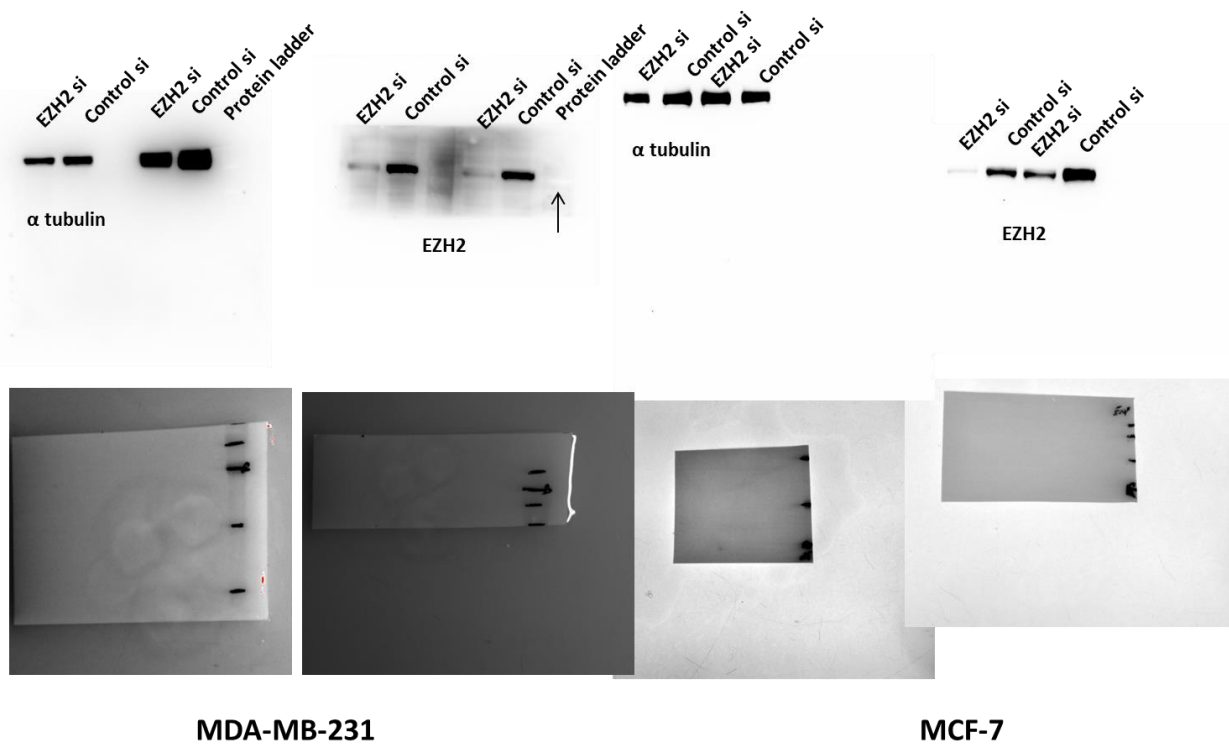 EZH2 si
Control si
EZH2 si
Control si
Protein ladder
α tubulin
EZH2 si
Control si
EZH2 si
Control si
Protein ladder
EZH2
EZH2 si
Control si
EZH2 si
Control si
α tubulin
EZH2 si
Control si
EZH2 si
Control si
EZH2
MDA-MB-231
MCF-7